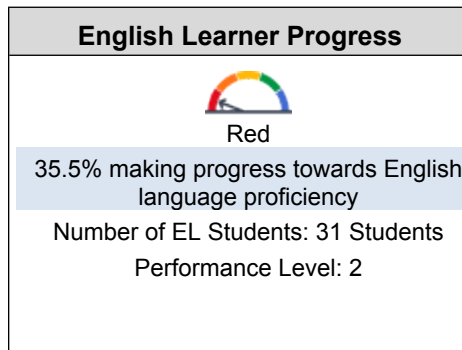 English Learner Progress
Red
35.5% making progress towards English
language proficiency
Number of EL Students: 31 Students
Performance Level: 2